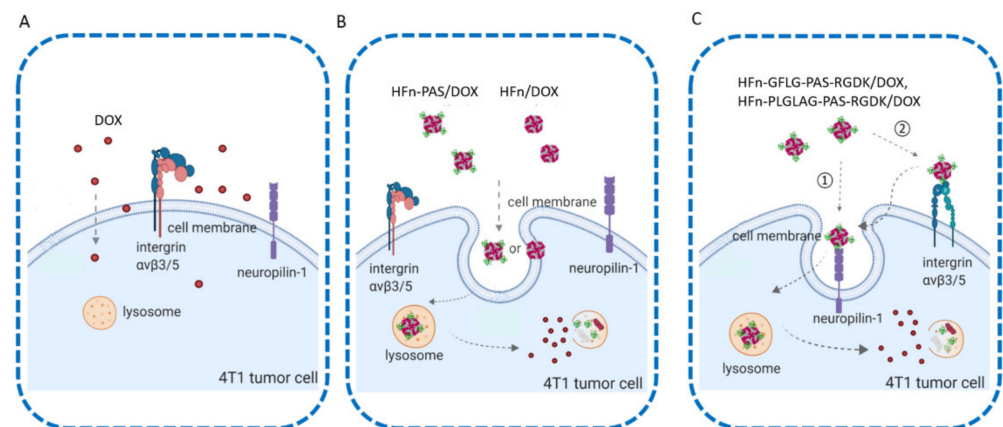 A
DOX
cell membrane
intergrin
αvβ3/5
neuropilin-1
lysosome
4T1 tumor cell
B
HFn-PAS/DOX
HFn/DOX
cell membrane
or
intergrin
αvβ3/5
neuropilin-1
lysosome
4T1 tumor cell
C
HFn-GFLG-PAS-RGDK/DOX,
HFn-PLGLAG-PAS-RGDK/DOX
②
①
cell membrane
intergrin
αvβ3/5
neuropilin-1
lysosome
4T1 tumor cell